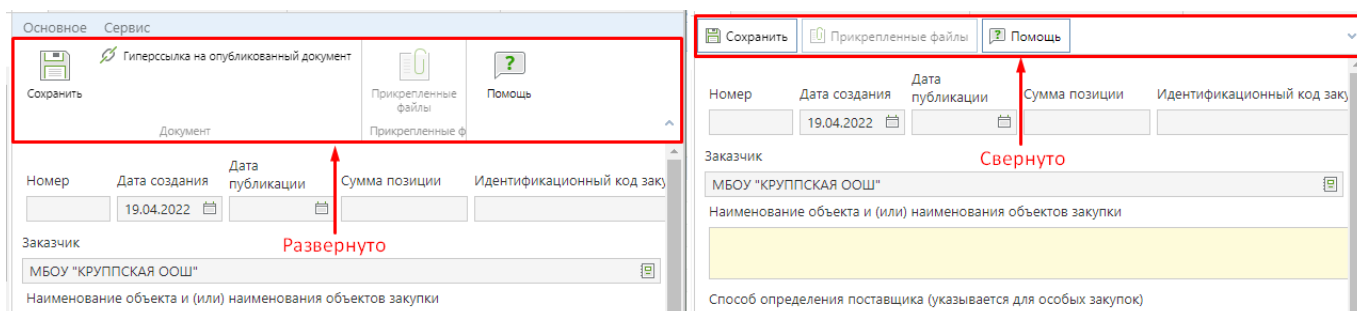 Основное Сервис
Сохранить
Гиперссылка на опубликованный документ
Прикрепленные
файлы
Помощь
Документ
Прикрепленные ф
Номер
Дата создания
Дата
публикации
Сумма позиции
Идентификационный код заку
19.04.2022
Развернуто
Заказчик
МБОУ "КРУППСКАЯ ООШ"
Наименование объекта и (или) наименования объектов закупки
Сохранить
Прикрепленные файлы
Помощь
Номер
Дата создания
Дата
публикации
Сумма позиции
Идентификационный код заку
19.04.2022
Свернуто
Заказчик
МБОУ "КРУППСКАЯ ООШ"
Наименование объекта и (или) наименования объектов закупки
Способ определения поставщика (указывается для особых закупок)